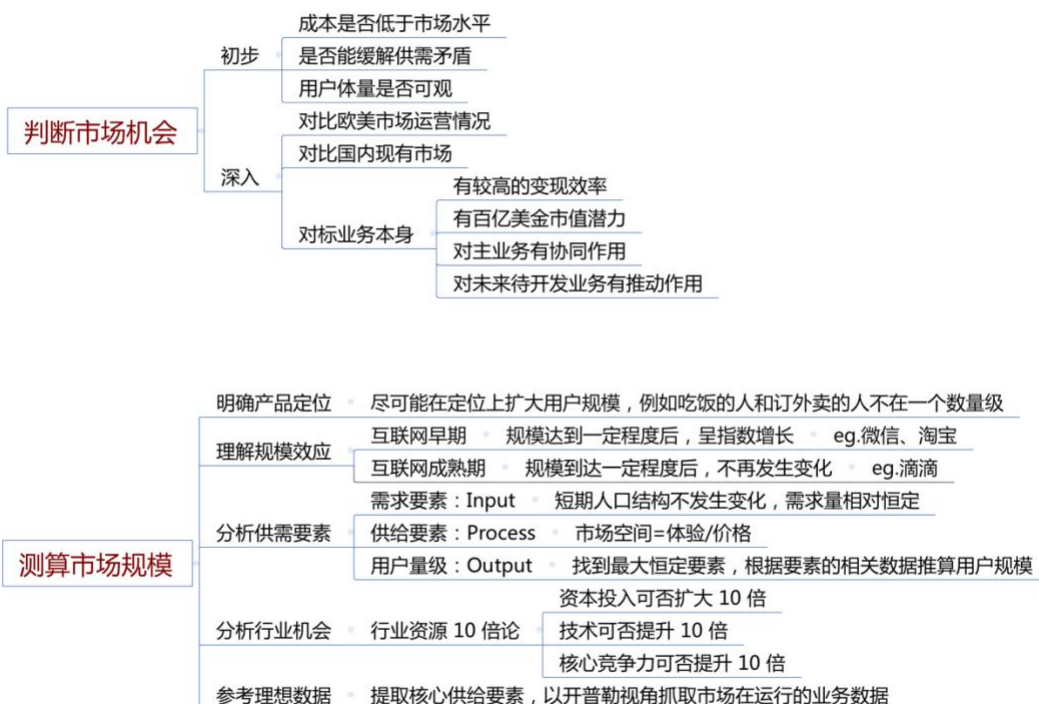 判断市场机会
初步
成本是否低于市场水平
是否能缓解供需矛盾
用户体量是否可观
深入
对比欧美市场运营情况
对比国内现有市场
对标业务本身
有较高的变现效率
有百亿美金市值潜力
对主业务有协同作用
对未来待开发业务有推动作用
测算市场规模
明确产品定位
尽可能在定位上扩大用户规模，例如吃饭的人和订外卖的人不在一个数量级
理解规模效应
互联网早期
规模达到一定程度后，呈指数增长
eg.微信、淘宝
互联网成熟期
规模到达一定程度后，不再发生变化
eg.滴滴
分析供需要素
需求要素：Input
短期人口结构不发生变化，需求量相对恒定
供给要素：Process
市场空间=体验/价格
用户量级：Output
找到最大恒定要素，根据要素的相关数据推算用户规模
分析行业机会
行业资源 10 倍论
资本投入可否扩大 10 倍
技术可否提升 10 倍
核心竞争力可否提升 10 倍
参考理想数据
提取核心供给要素，以开普勒视角抓取市场在运行的业务数据